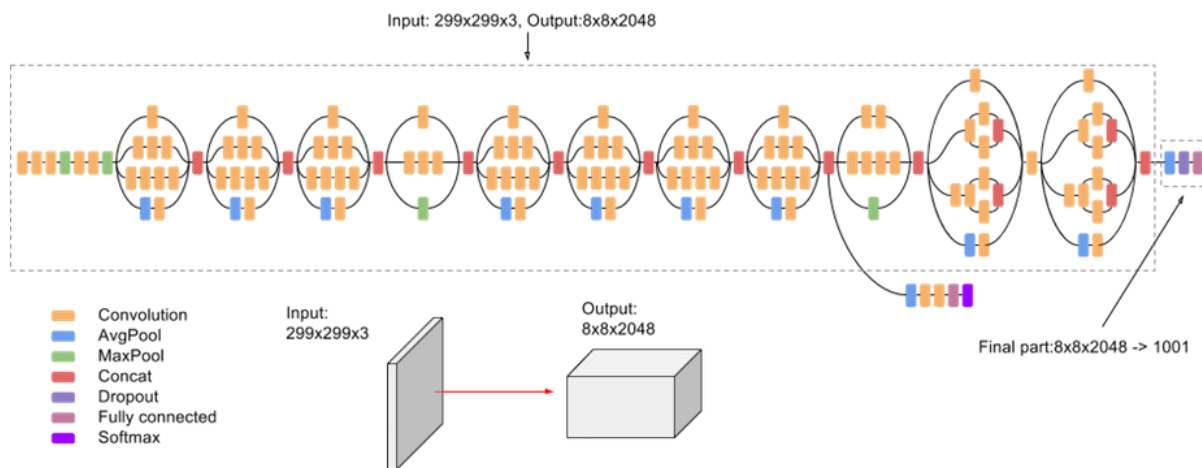 Input: 299x299x3, Output:8x8x2048
Convolution
AvgPool
MaxPool
Concat
Dropout
Fully connected
Softmax
Input:
299x299x3
Output:
8x8x2048
Final part:8x8x2048 -> 1001